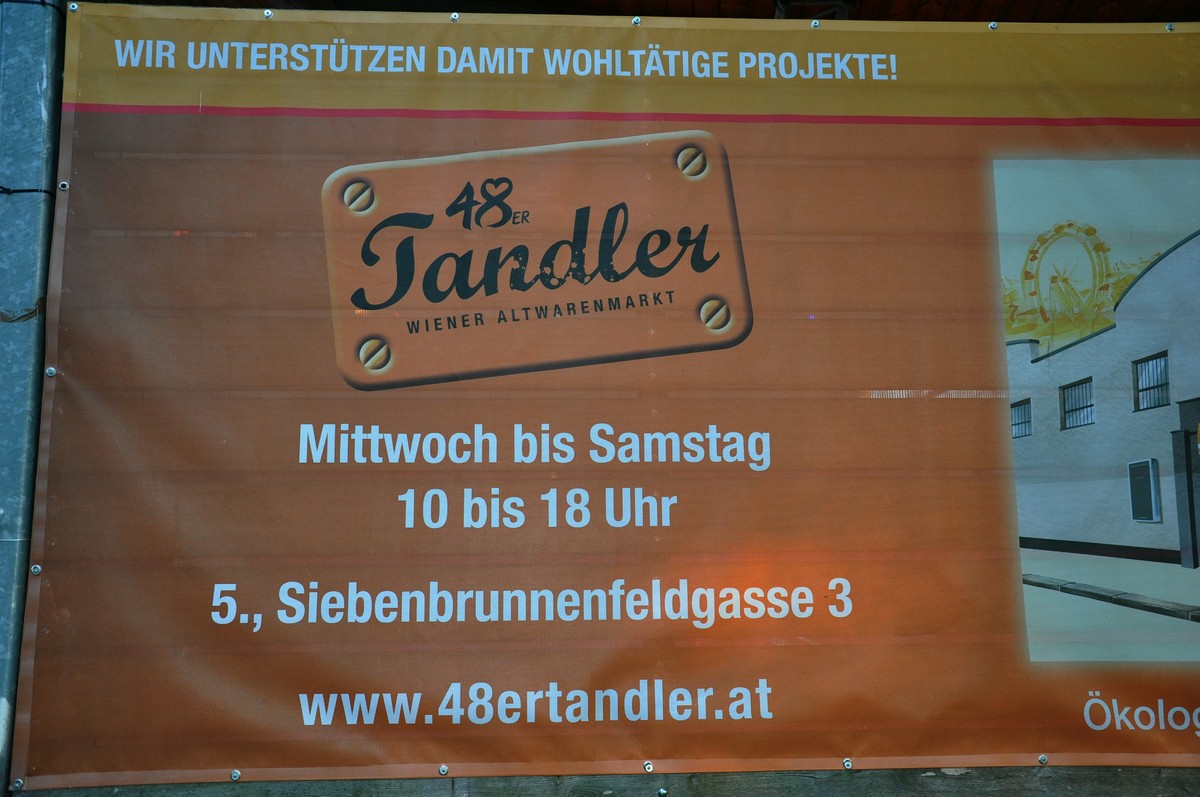 WIR UNTERSTÜTZEN DAMIT WOHLTÄTIGE PROJEKTE!
48ER
Tandler
WIENER ALTWARENMARKT
Mittwoch bis Samstag
10 bis 18 Uhr
5., Siebenbrunnenfeldgasse 3
www.48ertandler.at
Ökolog